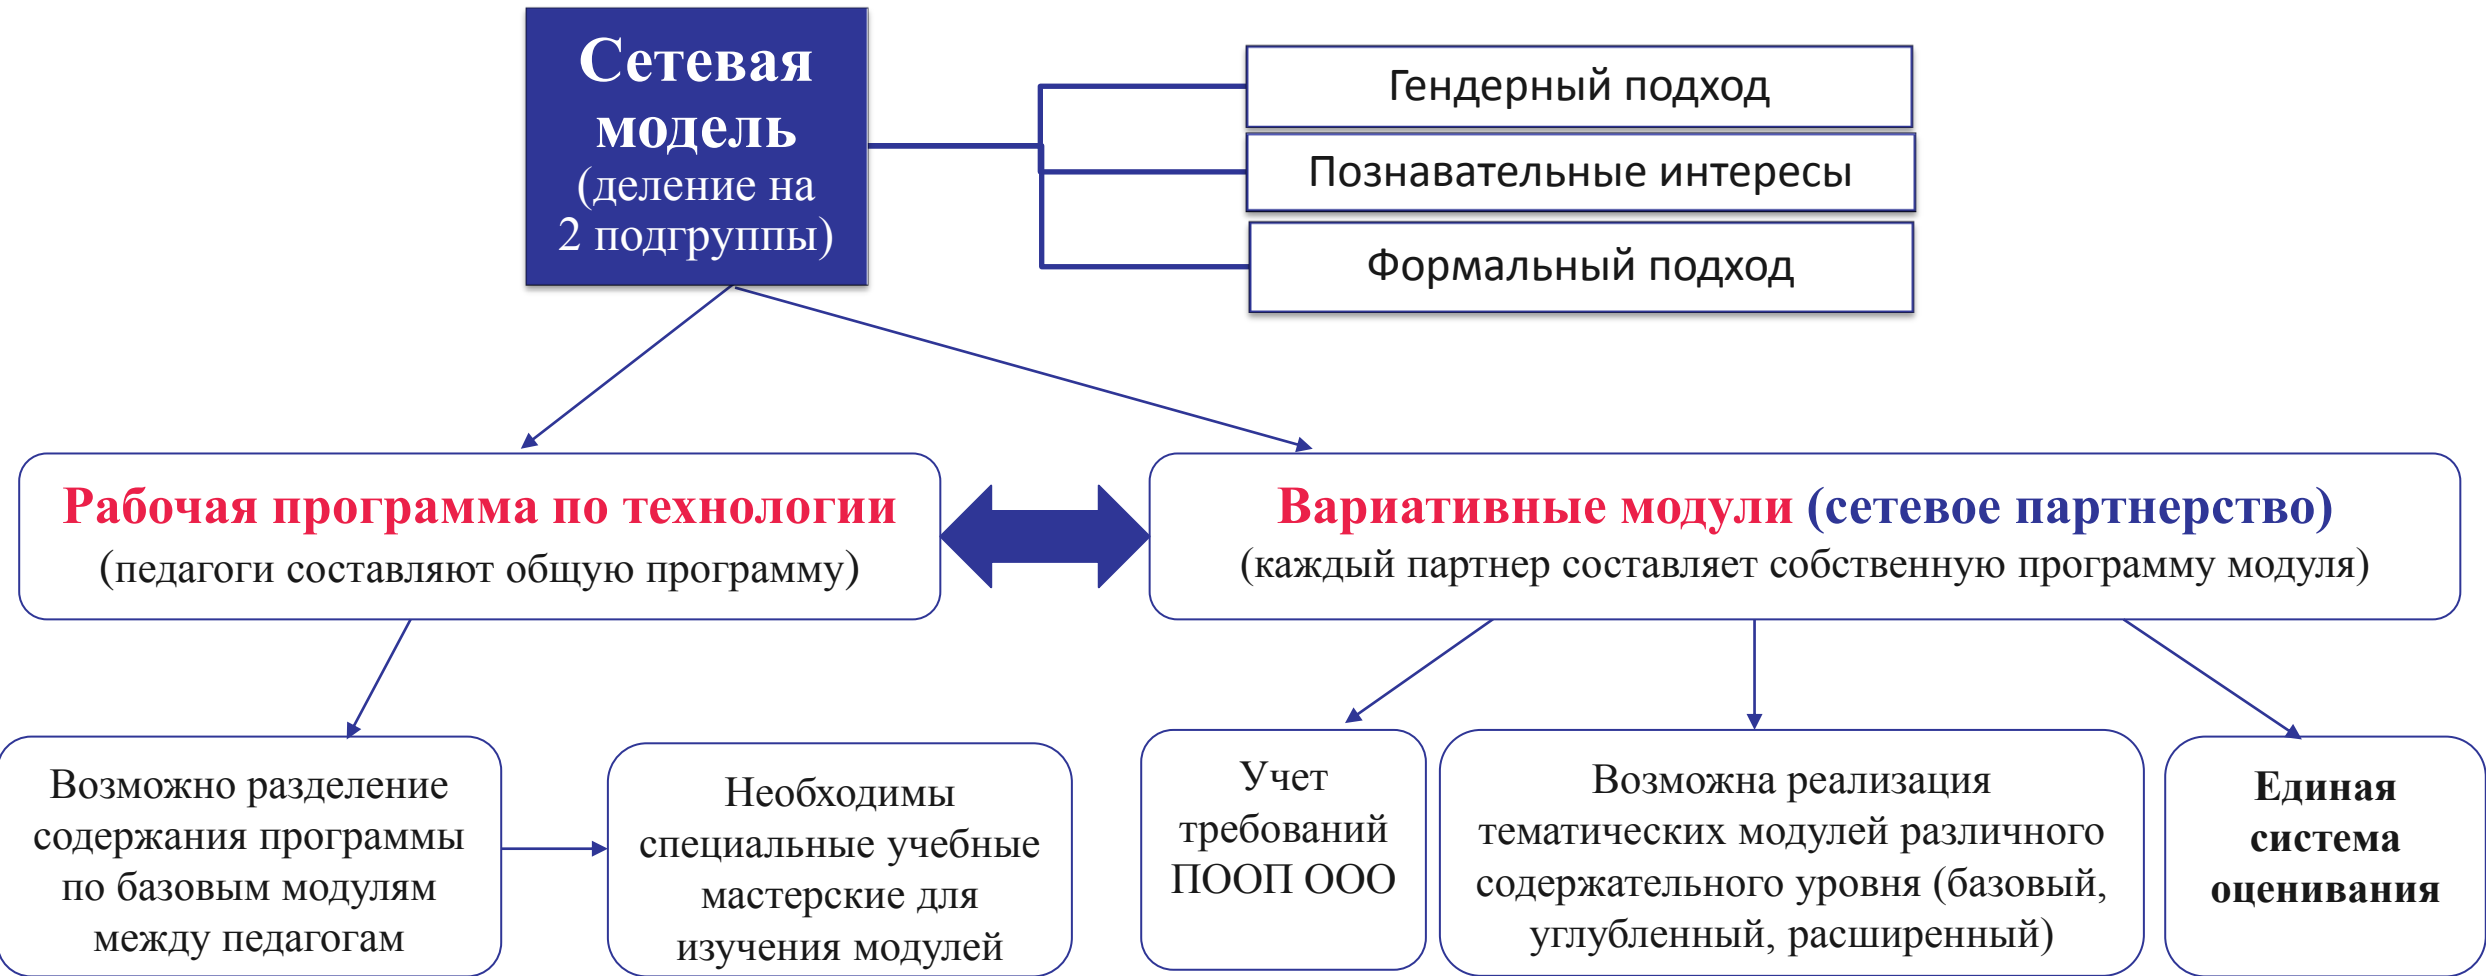 Сетевая
модель
(деление на
2 подгруппы)
Гендерный подход
Познавательные интересы
Формальный подход
Рабочая программа по технологии
(педагоги составляют общую программу)
Вариативные модули (сетевое партнерство)
(каждый партнер составляет собственную программу модуля)
Возможно разделение
содержания программы
по базовым модулям
между педагогам
Необходимы
специальные учебные
мастерские для
изучения модулей
Учет
требований
ПООП ООО
Возможна реализация
тематических модулей различного
содержательного уровня (базовый,
углубленный, расширенный)
Единая
система
оценивания